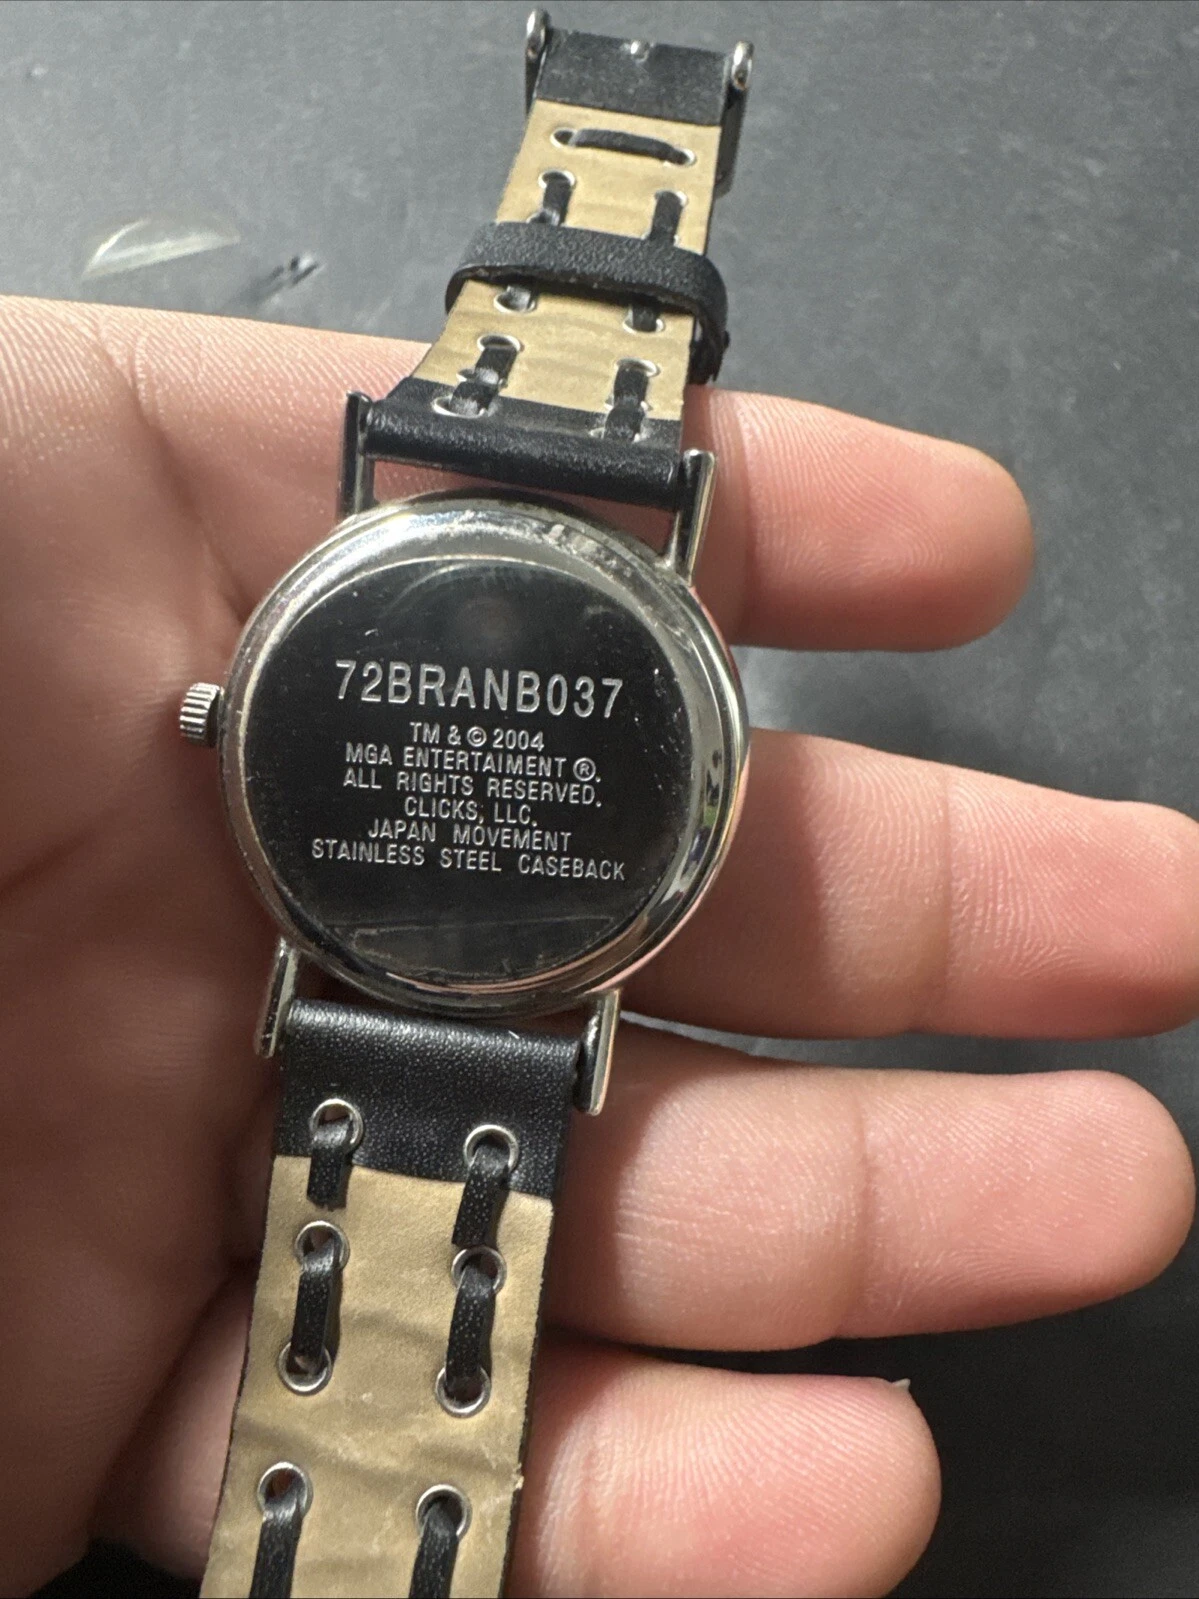 72BRANB037
TM & © 2004
MGA ENTERTAIMENT ®.
ALL RIGHTS RESERVED.
CLICKS, LLC.
JAPAN MOVEMENT
STAINLESS STEEL CASEBACK